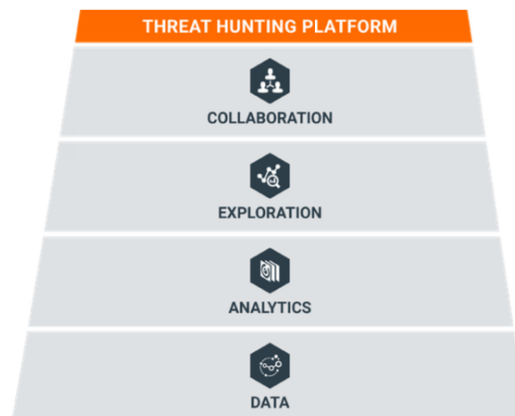 THREAT HUNTING PLATFORM
COLLABORATION
EXPLORATION
ANALYTICS
DATA